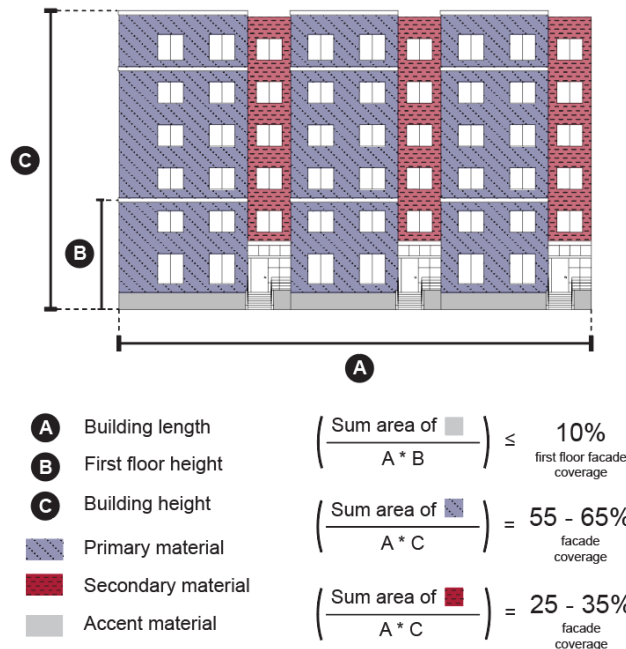 C
B
A
A Building length
B First floor height
C Building height
Primary material
Secondary material
Accent material
( Sum area of / A * B ) ≤ 10%
first floor facade
coverage
( Sum area of / A * C ) = 55 - 65%
facade
coverage
( Sum area of / A * C ) = 25 - 35%
facade
coverage